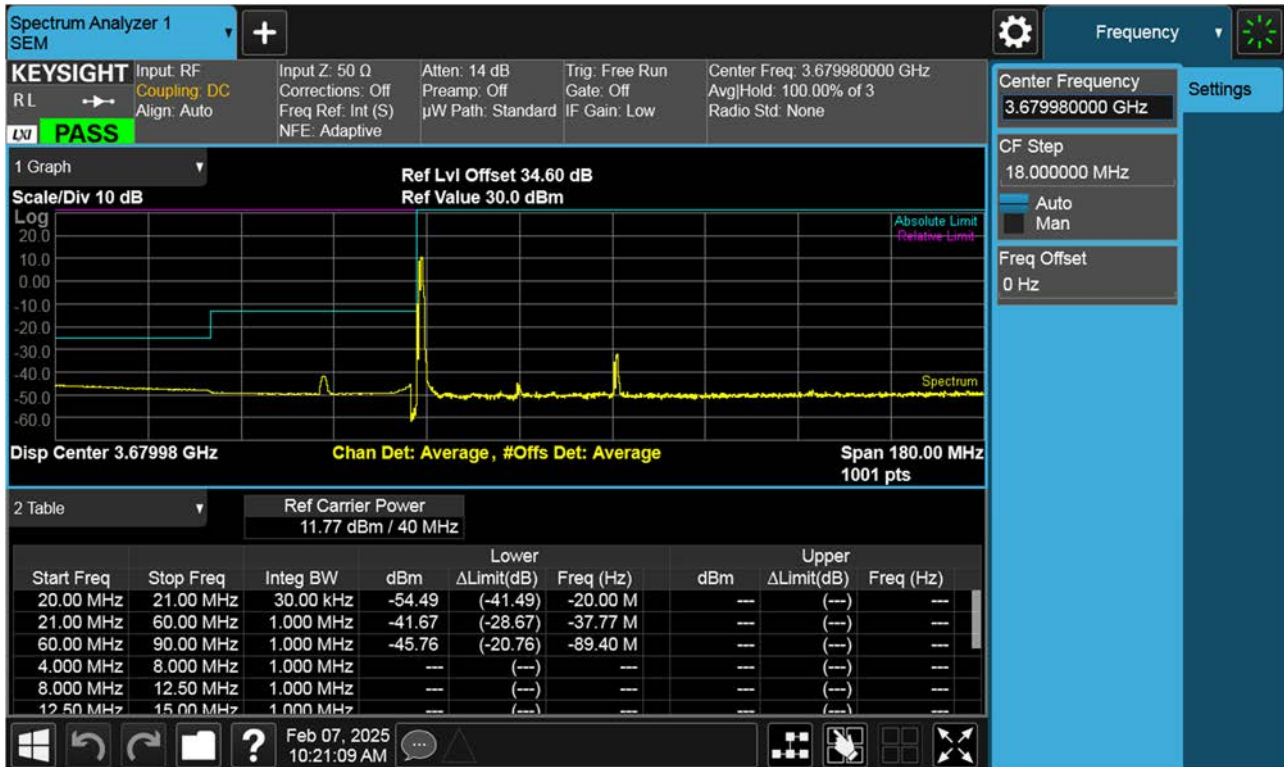 Spectrum Analyzer 1
SEM
+
Frequency
KEYSIGHT
RL
LXI PASS
Input: RF
Coupling: DC
Align: Auto
Input Z: 50 Ω
Corrections: Off
Freq Ref: Int (S)
NFE: Adaptive
Atten: 14 dB
Preamp: Off
µW Path: Standard
Trig: Free Run
Gate: Off
IF Gain: Low
Center Freq: 3.679980000 GHz
Avg|Hold: 100.00% of 3
Radio Std: None
Center Frequency
3.679980000 GHz
Settings
CF Step
18.000000 MHz
Auto
Man
Freq Offset
0 Hz
1 Graph
Scale/Div 10 dB
Ref Lvl Offset 34.60 dB
Ref Value 30.0 dBm
Log
Absolute Limit
Relative Limit
20.0
10.0
0.00
-10.0
-20.0
-30.0
-40.0
Spectrum
-50.0
-60.0
Disp Center 3.67998 GHz
Chan Det: Average, #Offs Det: Average
Span 180.00 MHz
1001 pts
2 Table
Ref Carrier Power
11.77 dBm / 40 MHz
Lower Upper
Start Freq Stop Freq Integ BW dBm ΔLimit(dB) Freq (Hz) dBm ΔLimit(dB) Freq (Hz)
20.00 MHz 21.00 MHz 30.00 kHz -54.49 (-41.49) -20.00 M --- (---) ---
21.00 MHz 60.00 MHz 1.000 MHz -41.67 (-28.67) -37.77 M --- (---) ---
60.00 MHz 90.00 MHz 1.000 MHz -45.76 (-20.76) -89.40 M --- (---) ---
4.000 MHz 8.000 MHz 1.000 MHz --- (---) --- --- (---) ---
8.000 MHz 12.50 MHz 1.000 MHz --- (---) --- --- (---) ---
12.50 MHz 15.00 MHz 1.000 MHz --- (---) --- --- (---) ---
?
Feb 07, 2025
10:21:09 AM